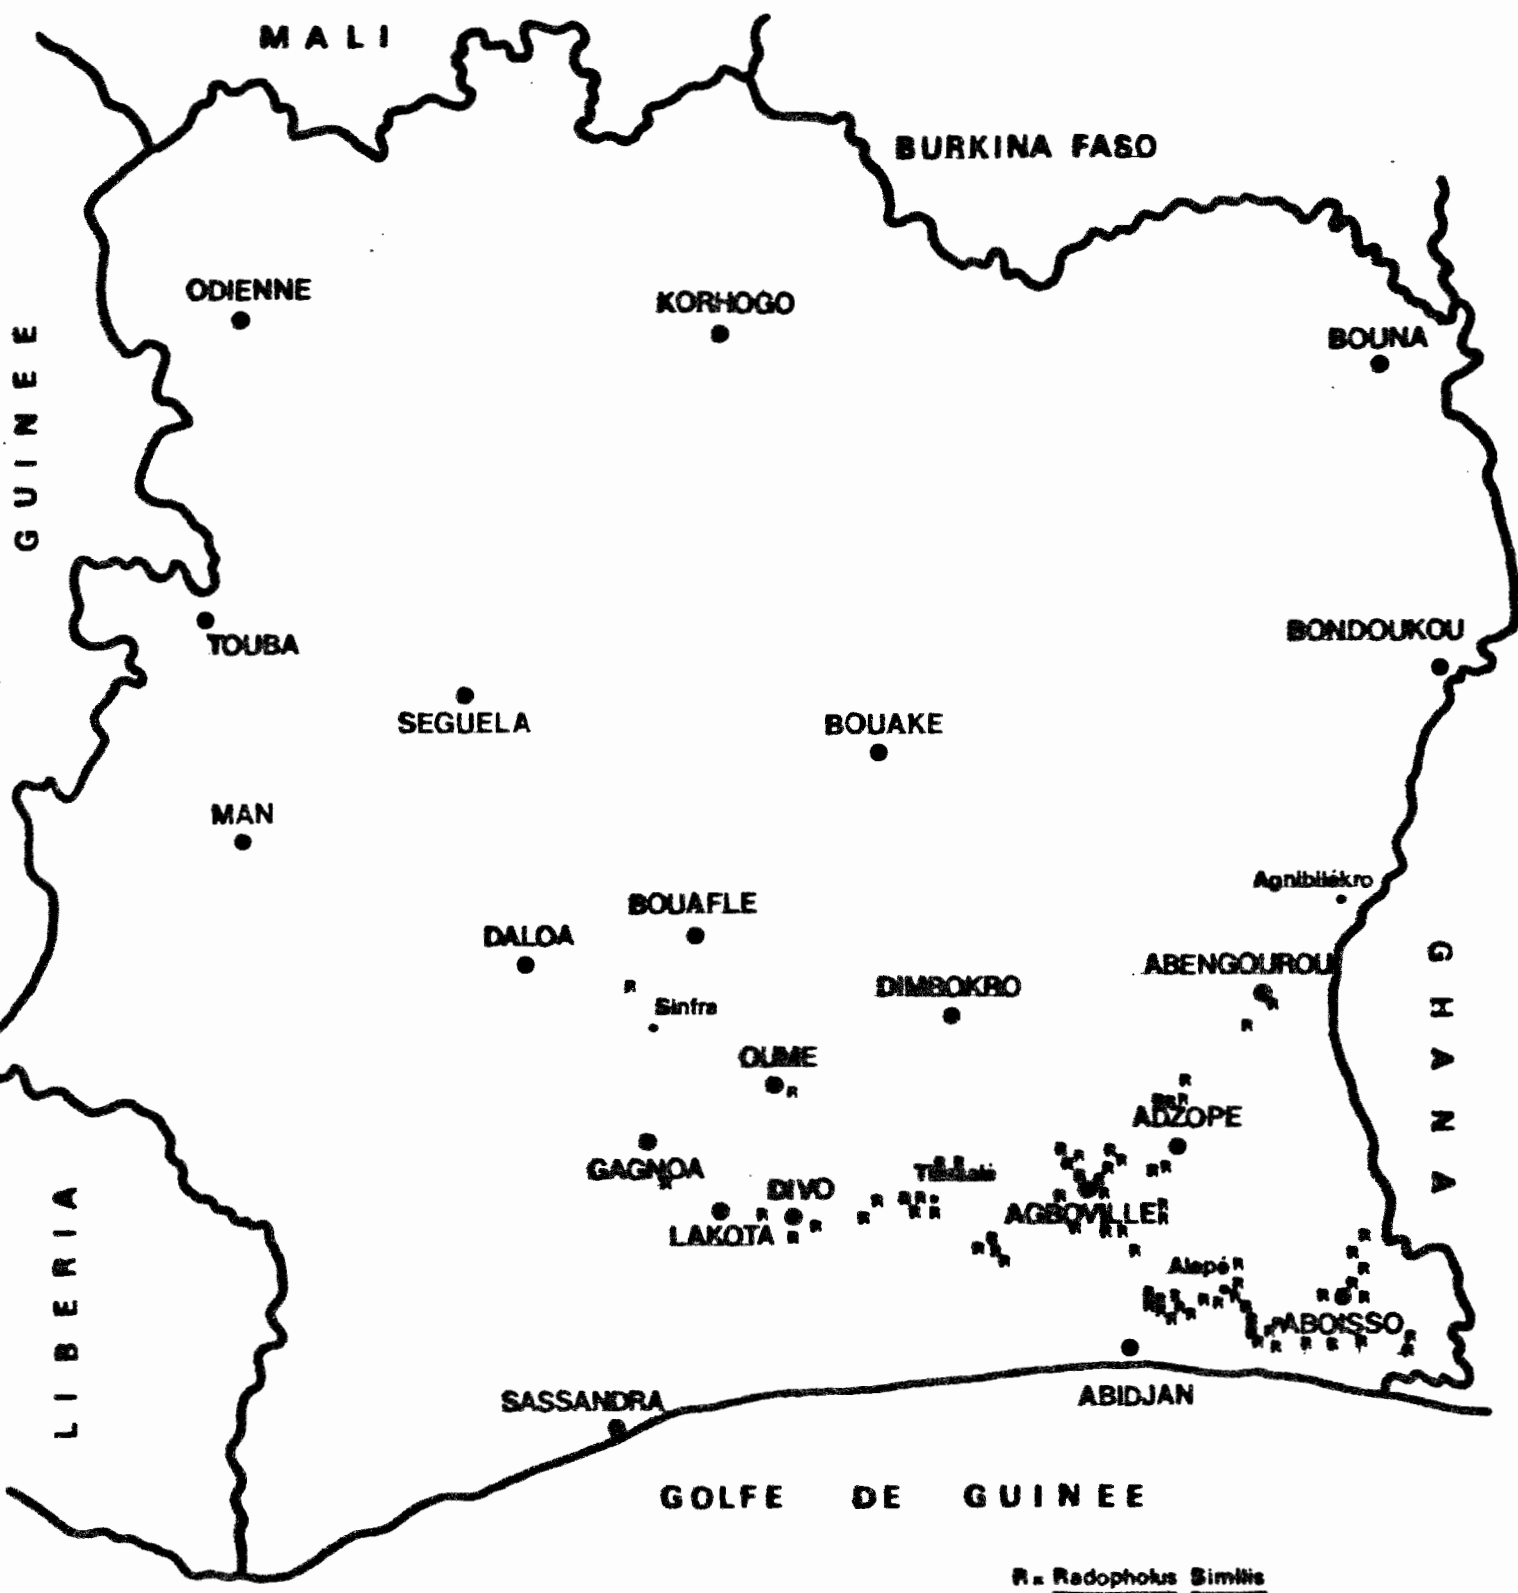 MALI
BURKINA FASO
ODIENNE
KORHOGO
BOUNA
GUINEE
TOUBA
BONDOUKOU
SEGUELA
BOUAKE
MAN
Agnibilékro
BOUAFLE
DALOA
ABENGOUROU
GHANA
DIMBOKRO
R
Sinfra
R
R
OUME
R
R
ADZOPE
GAGNOA
R
DIVO
LAKOTA
AGBOVILLE
LIBERIA
Alepé
ABOISSO
ABIDJAN
SASSANDRA
GOLFE DE GUINEE
R = Radopholus Similis